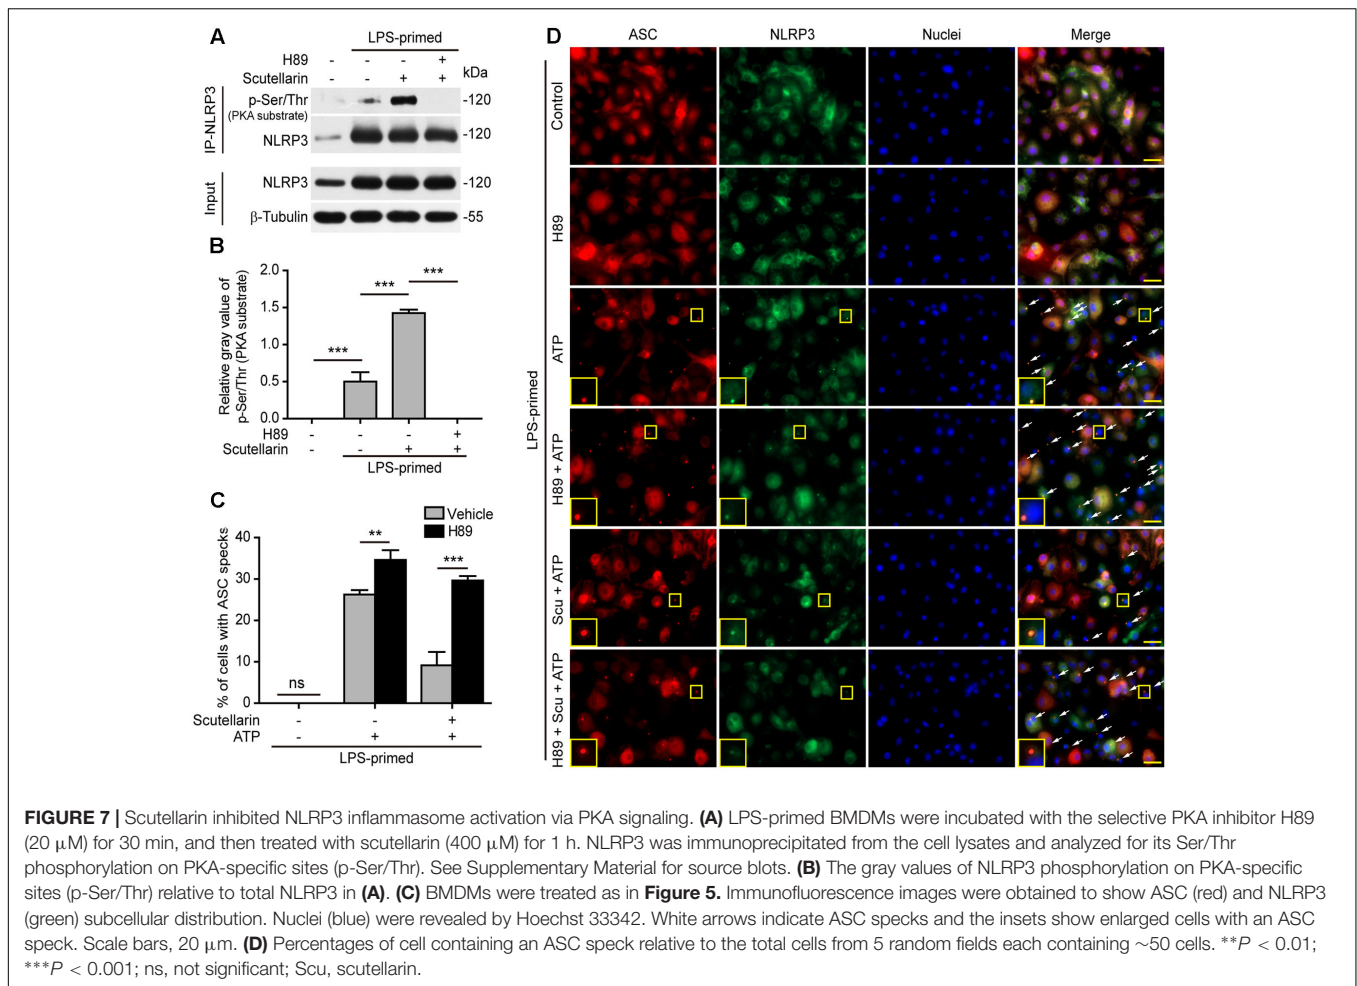 A
LPS-primed
H89 - - - +
Scutellarin - - + + kDa
IP-NLRP3
p-Ser/Thr
(PKA substrate)
-120
NLRP3 -120
Input
NLRP3 -120
β-Tubulin -55
B
Relative gray value of
p-Ser/Thr (PKA substrate)
2.0
1.5
1.0
0.5
0.0
*** *** ***
H89 - - - +
Scutellarin - - + +
LPS-primed
C
Vehicle
H89
% of cells with ASC specks
40
30
20
10
0
ns ** ***
Scutellarin - - +
ATP - + +
LPS-primed
D
ASC NLRP3 Nuclei Merge
LPS-primed
Control
H89
ATP
H89 + ATP
Scu + ATP
H89 + Scu + ATP
FIGURE 7 | Scutellarin inhibited NLRP3 inflammasome activation via PKA signaling. (A) LPS-primed BMDMs were incubated with the selective PKA inhibitor H89
(20 μM) for 30 min, and then treated with scutellarin (400 μM) for 1 h. NLRP3 was immunoprecipitated from the cell lysates and analyzed for its Ser/Thr
phosphorylation on PKA-specific sites (p-Ser/Thr). See Supplementary Material for source blots. (B) The gray values of NLRP3 phosphorylation on PKA-specific
sites (p-Ser/Thr) relative to total NLRP3 in (A). (C) BMDMs were treated as in Figure 5. Immunofluorescence images were obtained to show ASC (red) and NLRP3
(green) subcellular distribution. Nuclei (blue) were revealed by Hoechst 33342. White arrows indicate ASC specks and the insets show enlarged cells with an ASC
speck. Scale bars, 20 μm. (D) Percentages of cell containing an ASC speck relative to the total cells from 5 random fields each containing ∼50 cells. **P < 0.01;
***P < 0.001; ns, not significant; Scu, scutellarin.